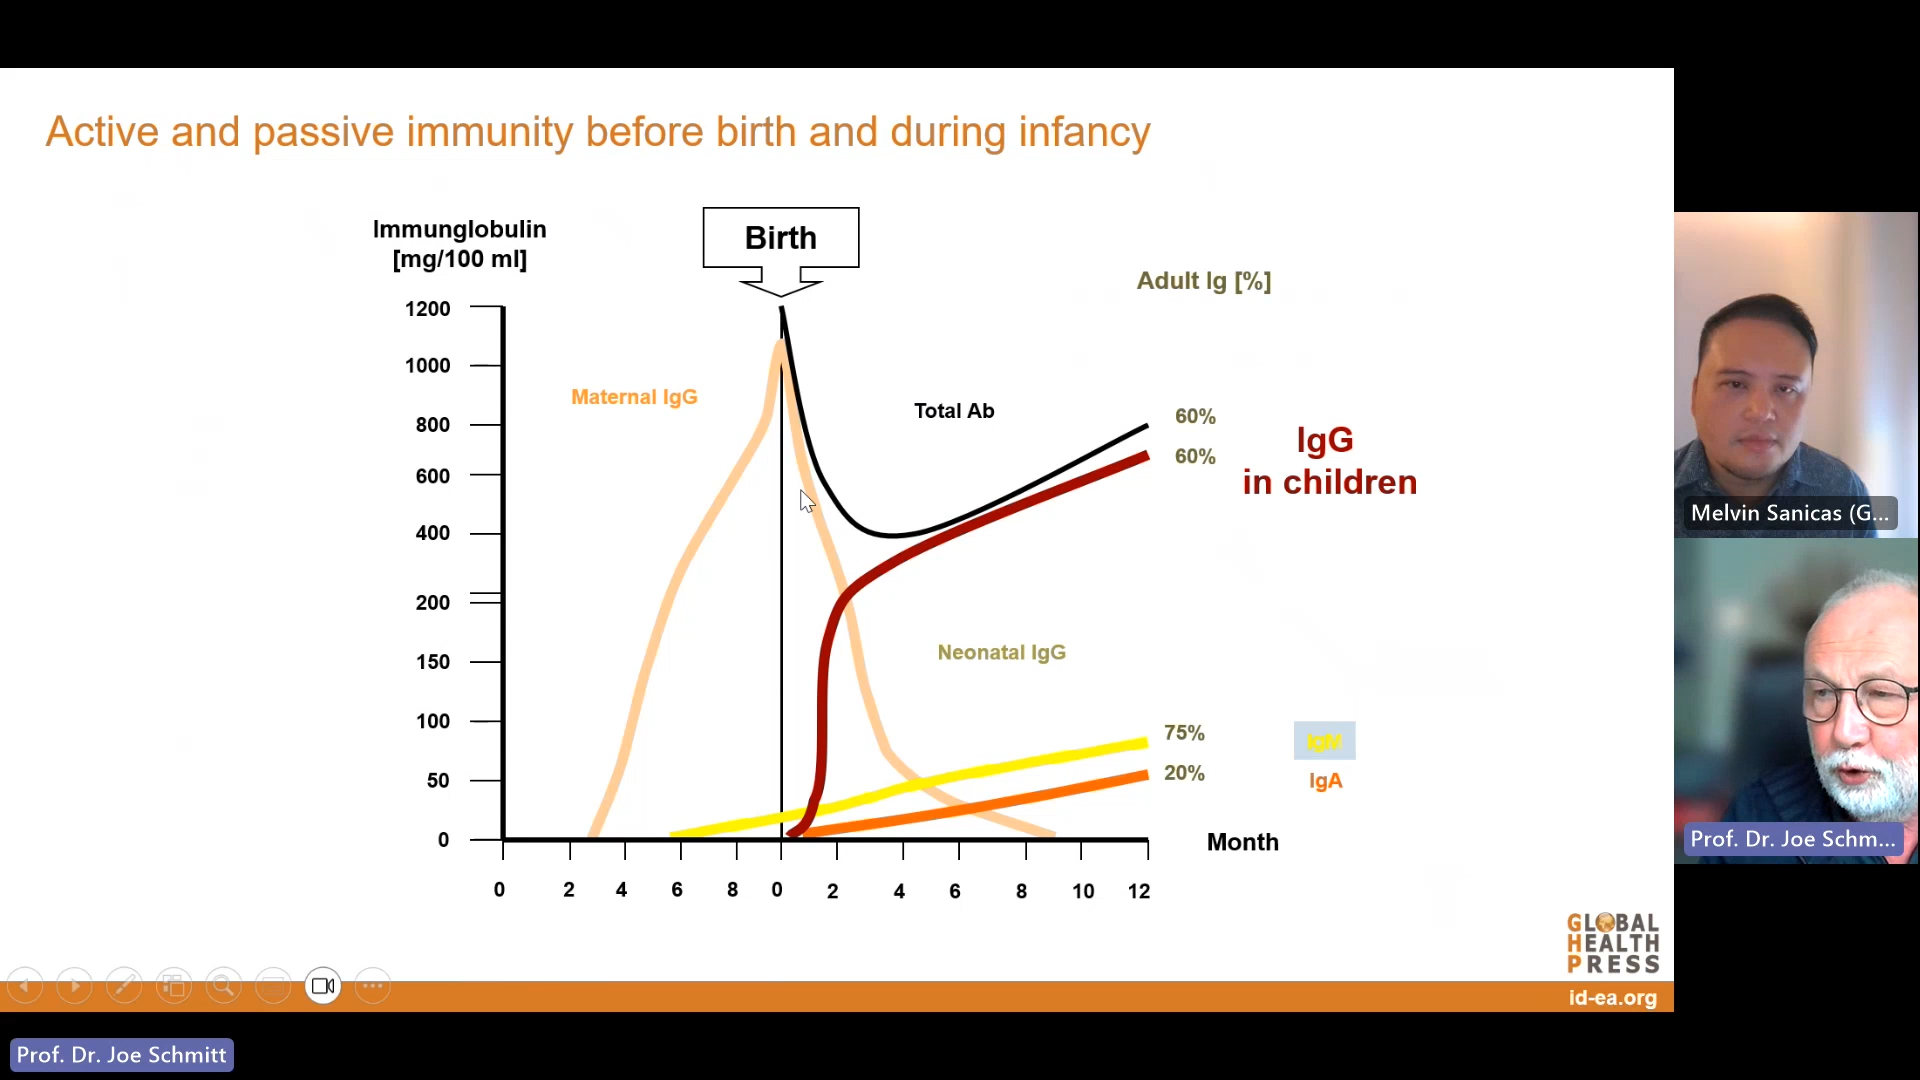 Active and passive immunity before birth and during infancy
Immunglobulin
[mg/100 ml]
Birth
Adult Ig [%]
1200
1000
800
600
400
200
150
100
50
0
Maternal IgG
Total Ab
60%
60%
IgG
in children
Neonatal IgG
75%
20%
IgM
IgA
Month
0 2 4 6 8 0 2 4 6 8 10 12
Melvin Sanicas (G...
Prof. Dr. Joe Schm...
GLOBAL
HEALTH
PRESS
id-ea.org
Prof. Dr. Joe Schmitt